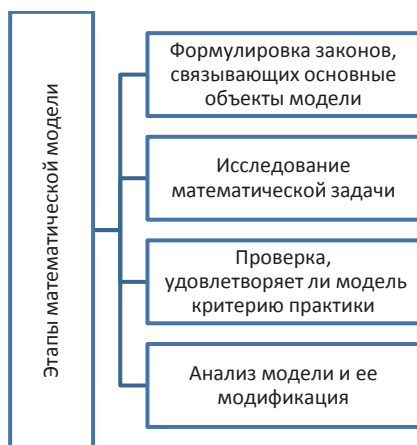 Этапы математической модели
Формулировка законов,
связывающих основные
объекты модели
Исследование
математической задачи
Проверка,
удовлетворяет ли модель
критерию практики
Анализ модели и ее
модификация